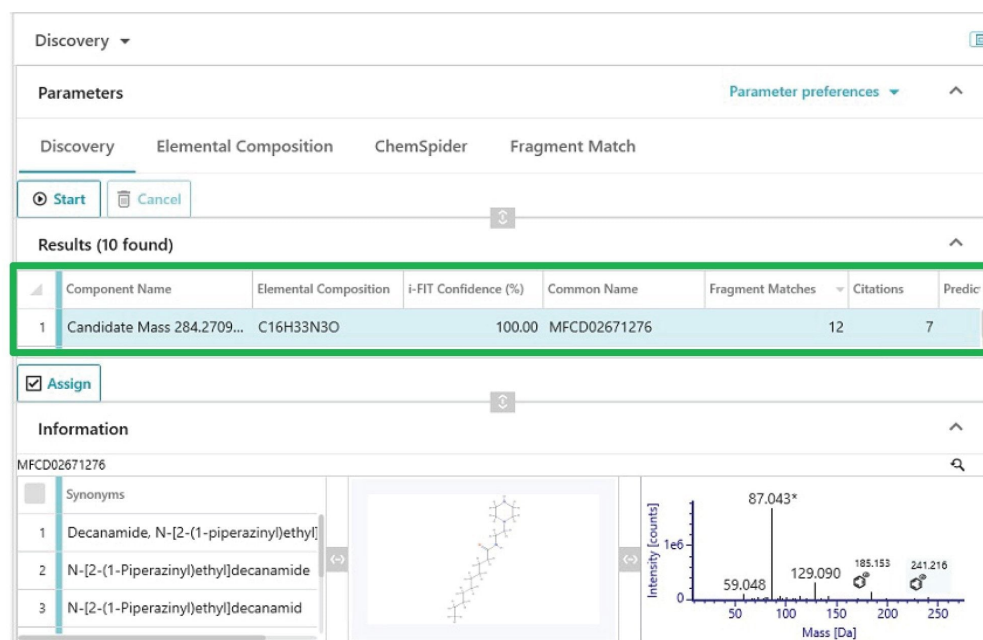 Discovery
Parameters
Parameter preferences
Discovery Elemental Composition ChemSpider Fragment Match
Start Cancel
Results (10 found)
Component Name Elemental Composition i-FIT Confidence (%) Common Name Fragment Matches Citations Predic
1 Candidate Mass 284.2709... C16H33N3O 100.00 MFCD02671276 12 7
Assign
Information
MFCD02671276
Synonyms
1 Decanamide, N-[2-(1-piperazinyl)ethyl]
2 N-[2-(1-Piperazinyl)ethyl]decanamide
3 N-[2-(1-Piperazinyl)ethyl]decanamid
Intensity [counts]
1e6
0
87.043*
59.048
129.090
185.153
241.216
50 100 150 200 250
Mass [Da]